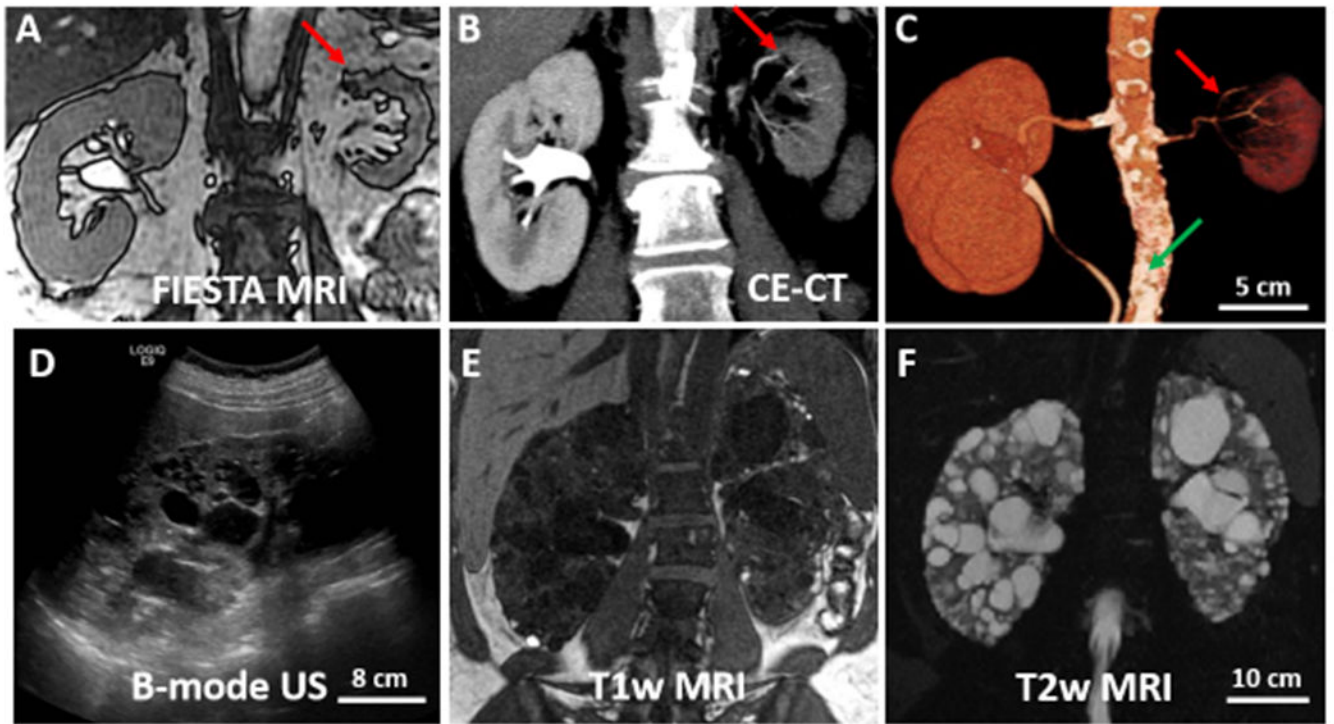 A
FIESTA MRI
B
CE-CT
C
5 cm
D
LOGIQ
E9
B-mode US
8 cm
E
T1w MRI
F
T2w MRI
10 cm